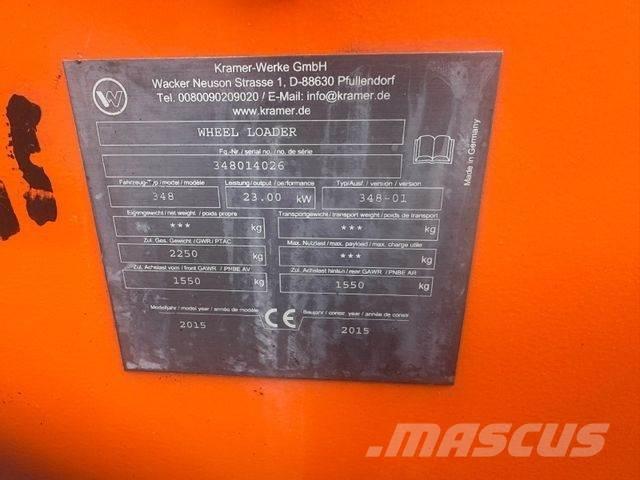 Kramer-Werke GmbH
Wacker Neuson Strasse 1, D-88630 Pfullendorf
Tel. 0080090209020 / E-Mail: info@kramer.de
www.kramer.de
WHEEL LOADER
Fg.-Nr./ serial no./ no. de série
348014026
Made in Germany
Fahrzeug-Typ / model / modèle
Leistung / output / performance
Typ/Ausf. / version / version
348
23.00 kW
348-01
Eigengewicht / net weight / poids propre
Transportgewicht / transport weight / poids de transport
*** kg
*** kg
Zul. Ges. Gewicht / GWR / PTAC
Max. Nutzlast / max. payload / max. charge utile
2250 kg
*** kg
Zul. Achslast vorn / front GAWR / PNBE AV
Zul. Achslast hinten / rear GAWR / PNBE AR
1550 kg
1550 kg
Modelljahr / model year / année de modèle
Baujahr / constr. year / année de constr.
2015
CE
2015
MASCUS